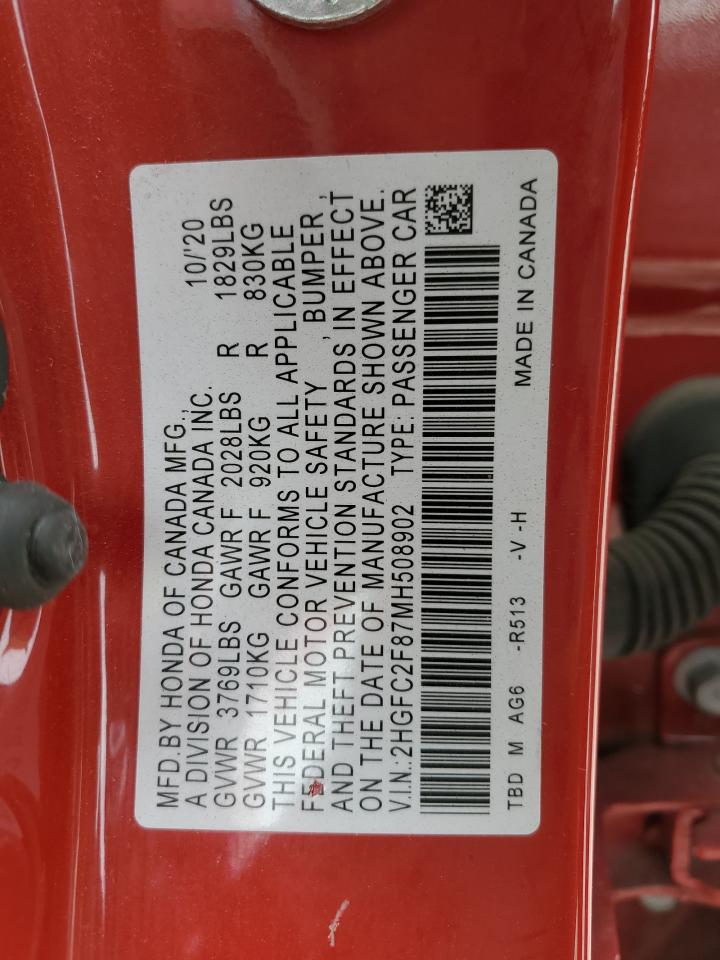 MFD.BY HONDA OF CANADA MFG., 10/'20
A DIVISION OF HONDA CANADA INC.
GVWR 3769LBS GAWR F 2028LBS R 1829LBS
GVWR 1710KG GAWR F 920KG R 830KG
THIS VEHICLE CONFORMS TO ALL APPLICABLE
FEDERAL MOTOR VEHICLE SAFETY , BUMPER ,
AND THEFT PREVENTION STANDARDS IN EFFECT
ON THE DATE OF MANUFACTURE SHOWN ABOVE.
V.I.N.:2HGFC2F87MH508902 TYPE: PASSENGER CAR
TBD M AG6 -R513 -V -H MADE IN CANADA